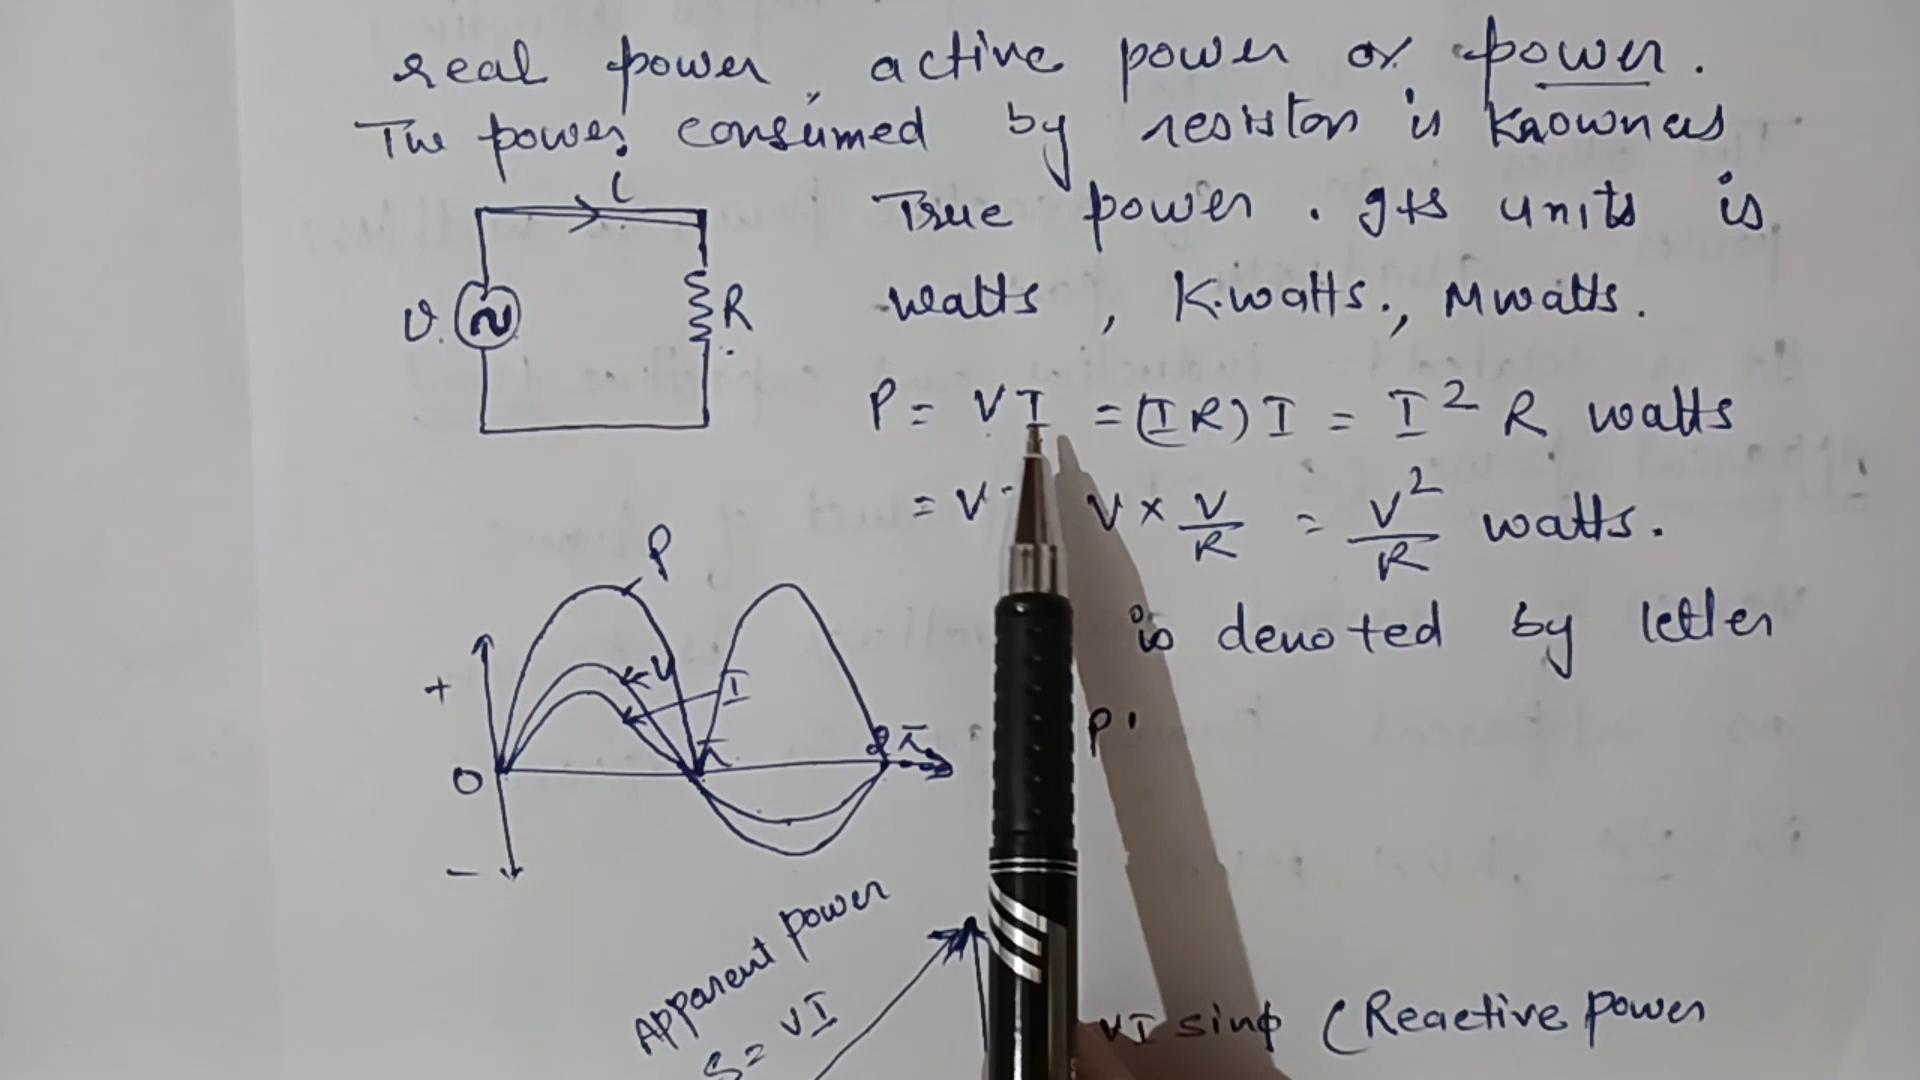 real power, active power or power.
The power consumed by resistor is known as
True power. Its units is
watts, K.watts., Mwatts.
i
V.
R
P = VI = (IR)I = I² R watts
= V V × V/R = V²/R watts.
is denoted by letter
P.
P
V
I
+
0
π
2π
-
Apparent power
S = VI
VI sinϕ (Reactive power